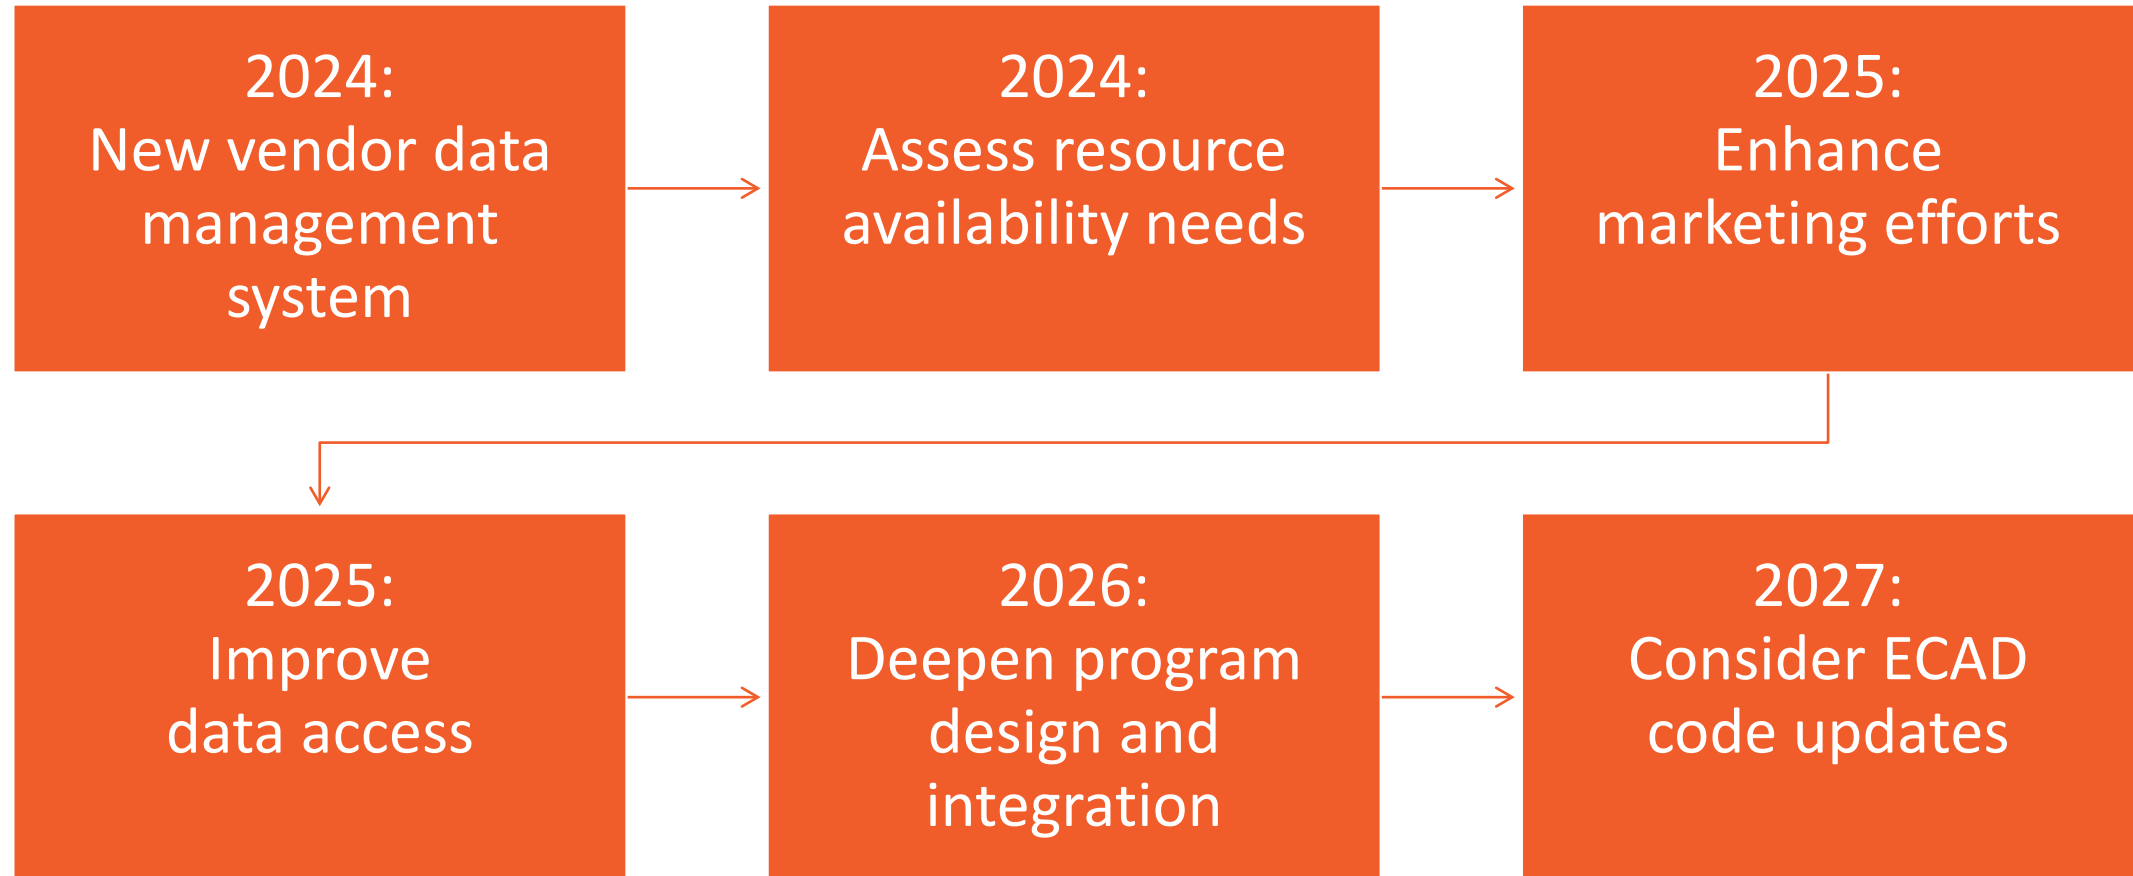 2024:
New vendor data
management
system
2024:
Assess resource
availability needs
2025:
Enhance
marketing efforts
2025:
Improve
data access
2026:
Deepen program
design and
integration
2027:
Consider ECAD
code updates